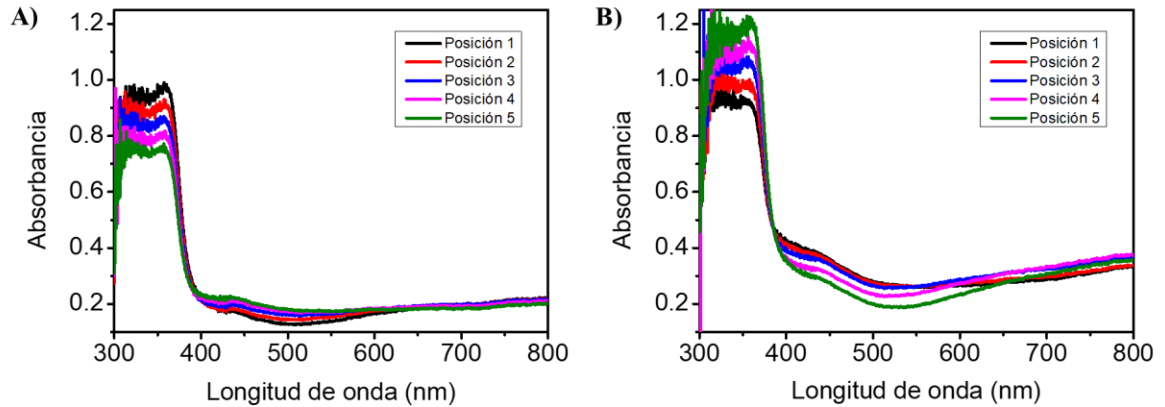 A)
1.2
1.0
0.8
0.6
0.4
0.2
Absorbancia
Posición 1
Posición 2
Posición 3
Posición 4
Posición 5
300 400 500 600 700 800
Longitud de onda (nm)
B)
1.2
1.0
0.8
0.6
0.4
0.2
Absorbancia
Posición 1
Posición 2
Posición 3
Posición 4
Posición 5
300 400 500 600 700 800
Longitud de onda (nm)